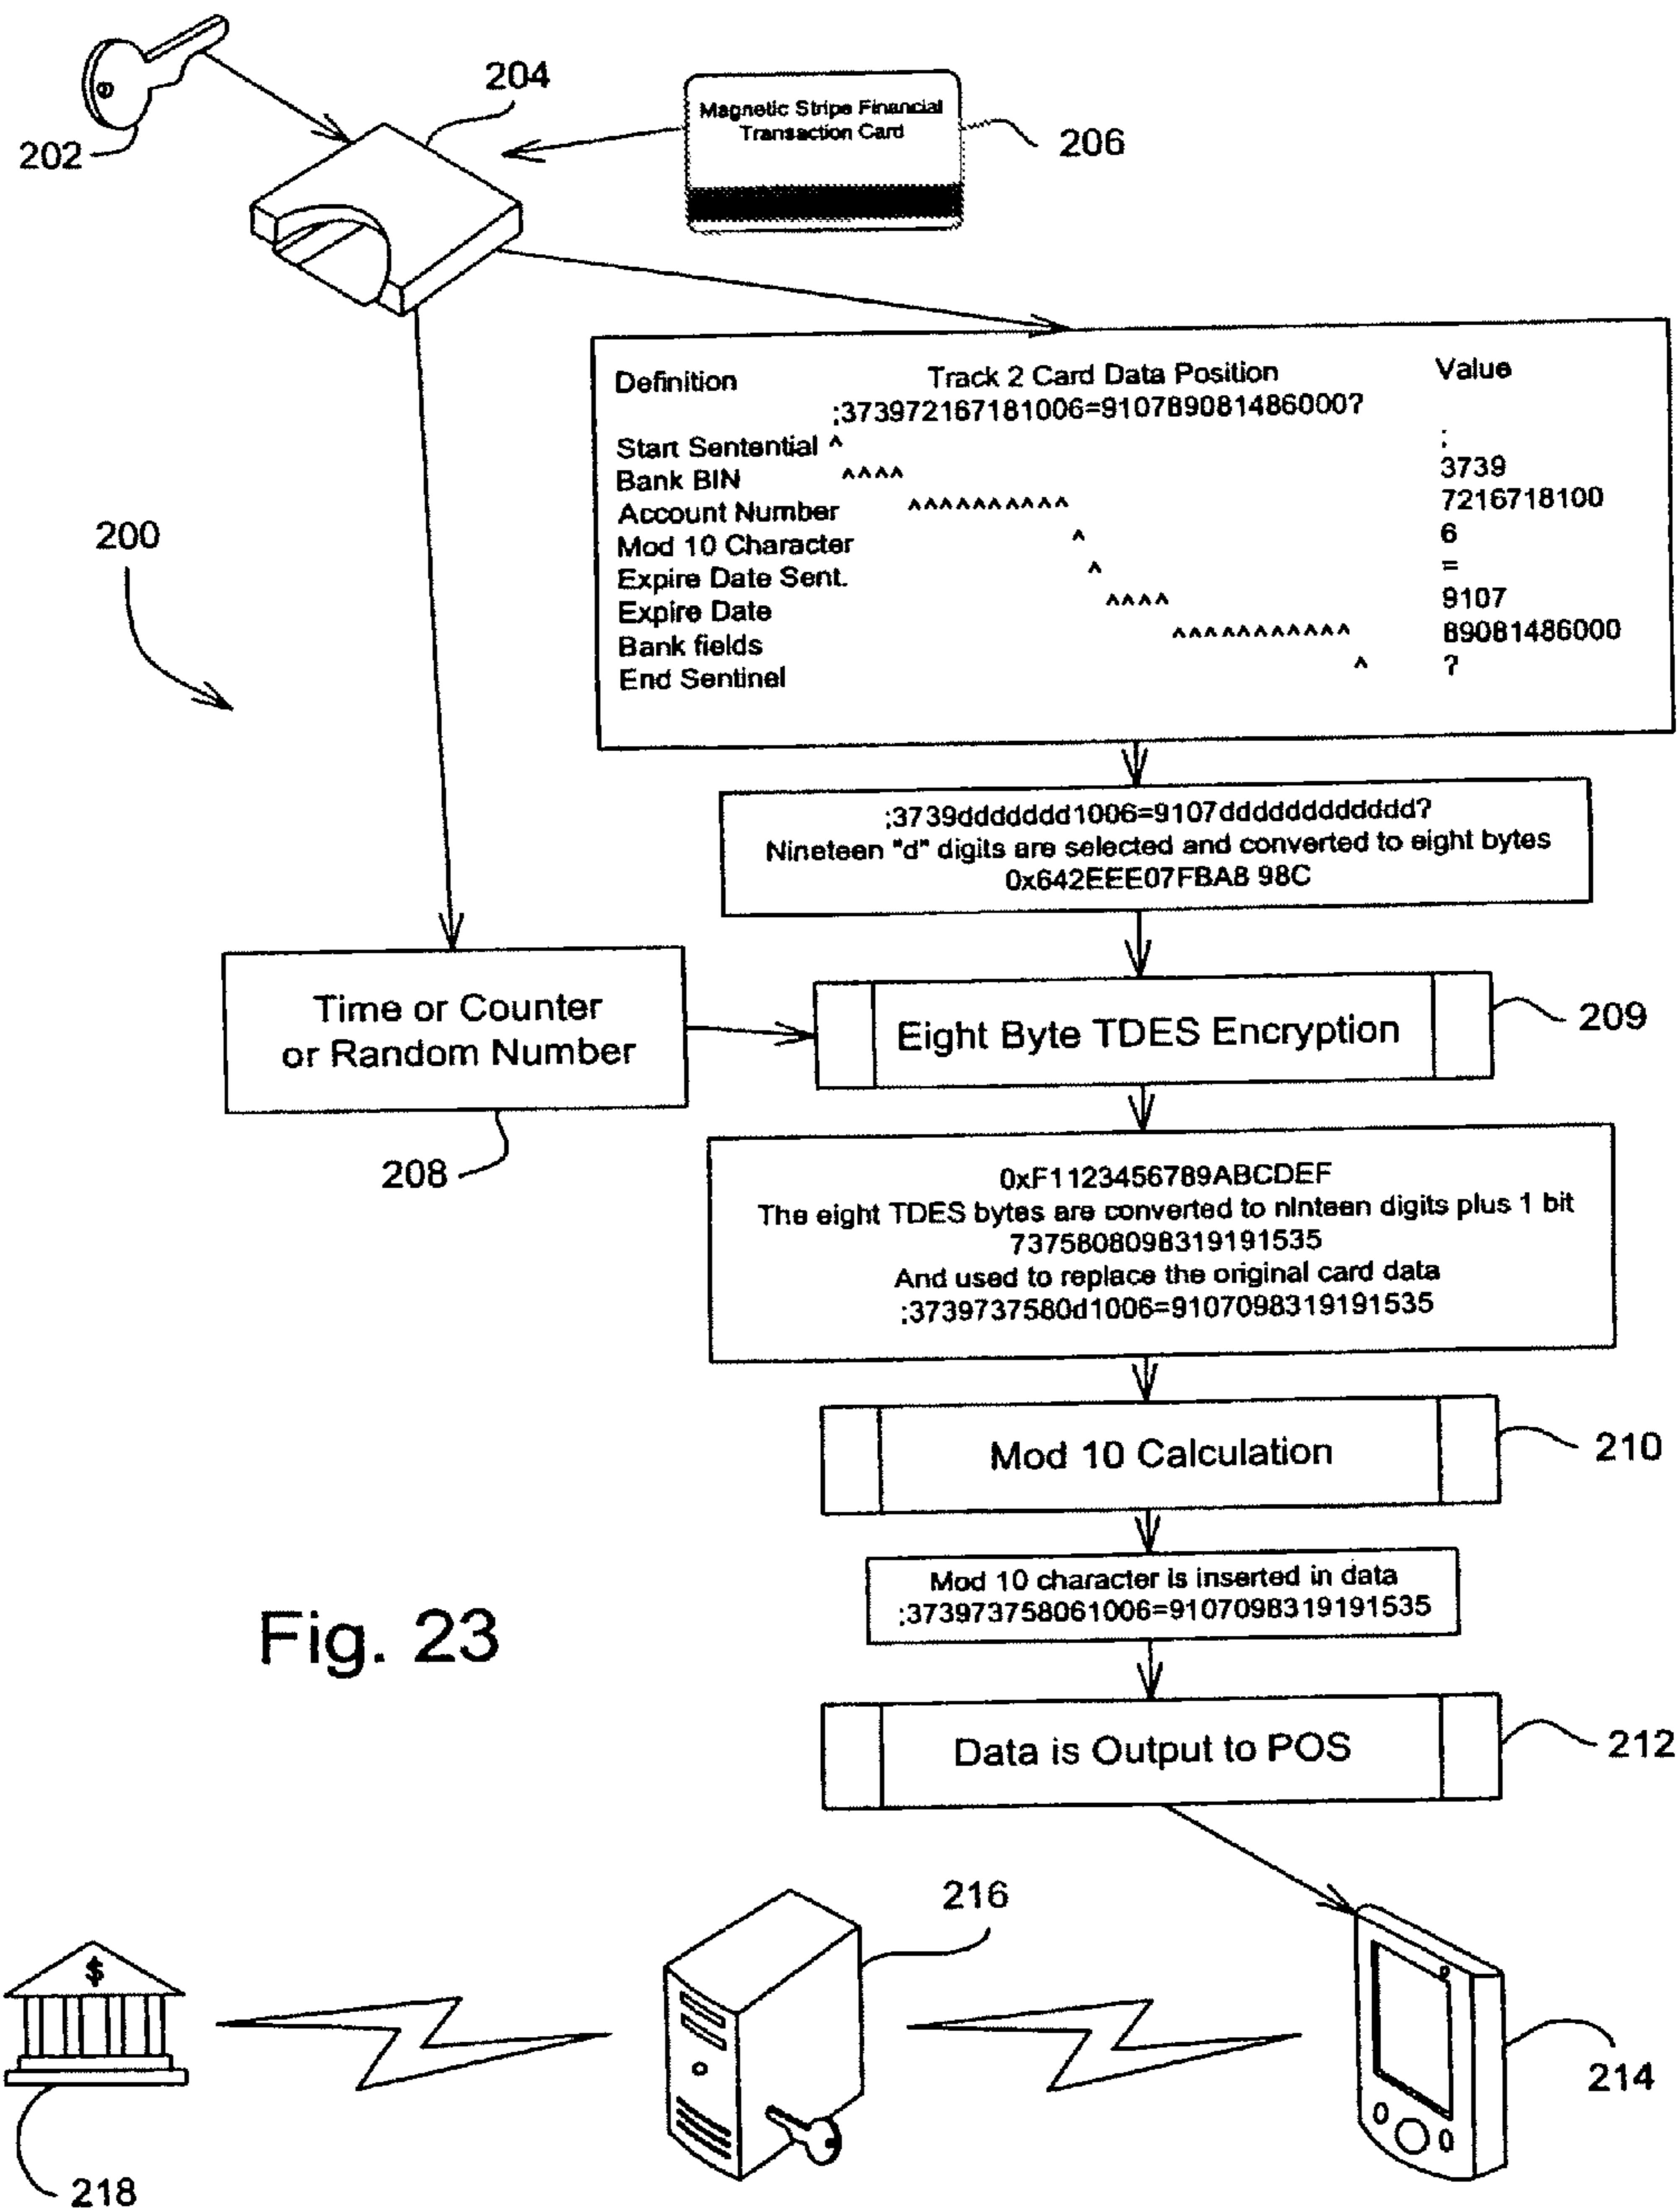 202
204
Magnetic Stripe Financial
Transaction Card
206
Definition Track 2 Card Data Position Value
;373972167181006=910789081486000?
Start Sentential ^ ;
Bank BIN ^^^^ 3739
Account Number ^^^^^^^^^^ 7216718100
Mod 10 Character ^ 6
Expire Date Sent. ^ =
Expire Date ^^^^ 9107
Bank fields ^^^^^^^^^^^ 89081486000
End Sentinel ^ ?
200
;3739ddddddd1006=9107dddddddddddd?
Nineteen "d" digits are selected and converted to eight bytes
0x642EEE07FBA8 98C
Time or Counter
or Random Number
208
Eight Byte TDES Encryption
209
0xF1123456789ABCDEF
The eight TDES bytes are converted to ninteen digits plus 1 bit
7375808098319191535
And used to replace the original card data
;3739737580d1006=9107098319191535
Mod 10 Calculation
210
Mod 10 character is inserted in data
;373973758061006=9107098319191535
Fig. 23
Data is Output to POS
212
$
216
214
218